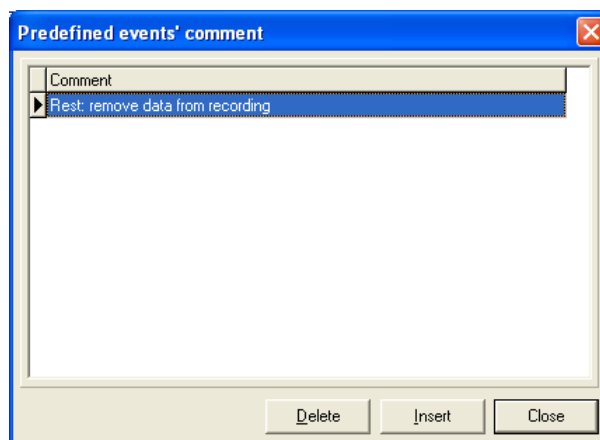 Predefined events' comment
Comment
Rest: remove data from recording
Delete Insert Close